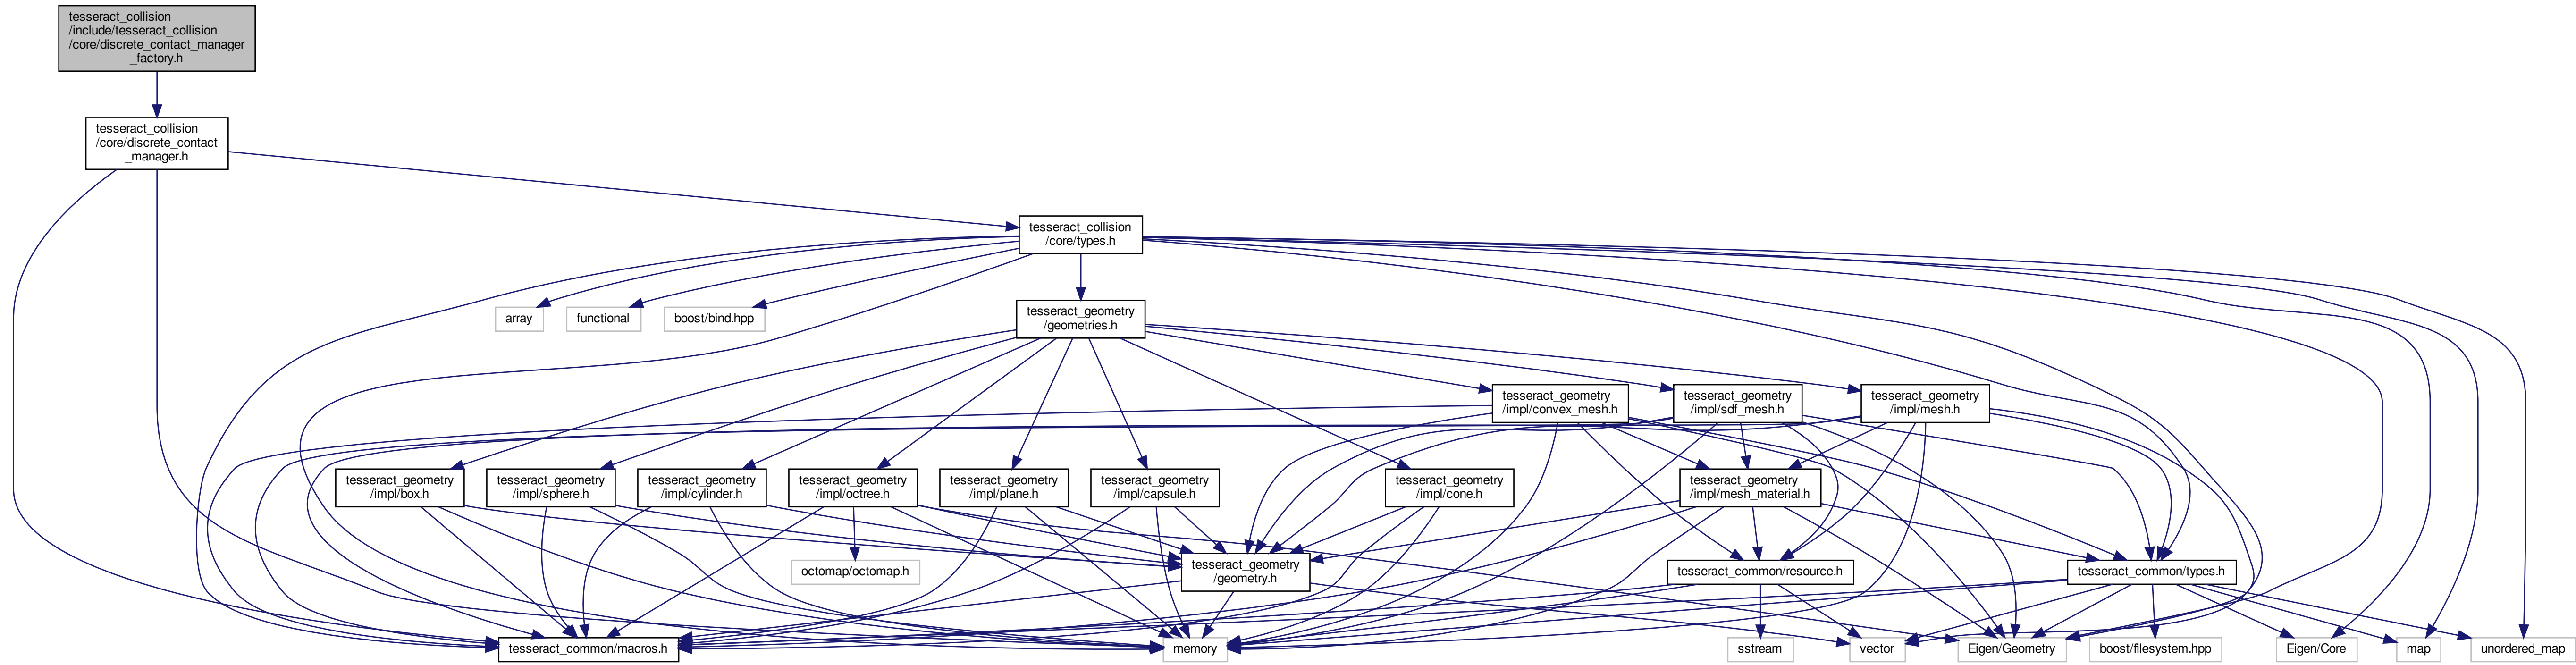 tesseract_collision
/include/tesseract_collision
/core/discrete_contact_manager
_factory.h
tesseract_collision
/core/discrete_contact
_manager.h
tesseract_collision
/core/types.h
array
functional
boost/bind.hpp
tesseract_geometry
/geometries.h
tesseract_geometry
/impl/convex_mesh.h
tesseract_geometry
/impl/sdf_mesh.h
tesseract_geometry
/impl/mesh.h
tesseract_geometry
/impl/box.h
tesseract_geometry
/impl/sphere.h
tesseract_geometry
/impl/cylinder.h
tesseract_geometry
/impl/octree.h
tesseract_geometry
/impl/plane.h
tesseract_geometry
/impl/capsule.h
tesseract_geometry
/impl/cone.h
tesseract_geometry
/impl/mesh_material.h
octomap/octomap.h
tesseract_geometry
/geometry.h
tesseract_common/resource.h
tesseract_common/types.h
tesseract_common/macros.h
memory
sstream
vector
Eigen/Geometry
boost/filesystem.hpp
Eigen/Core
map
unordered_map